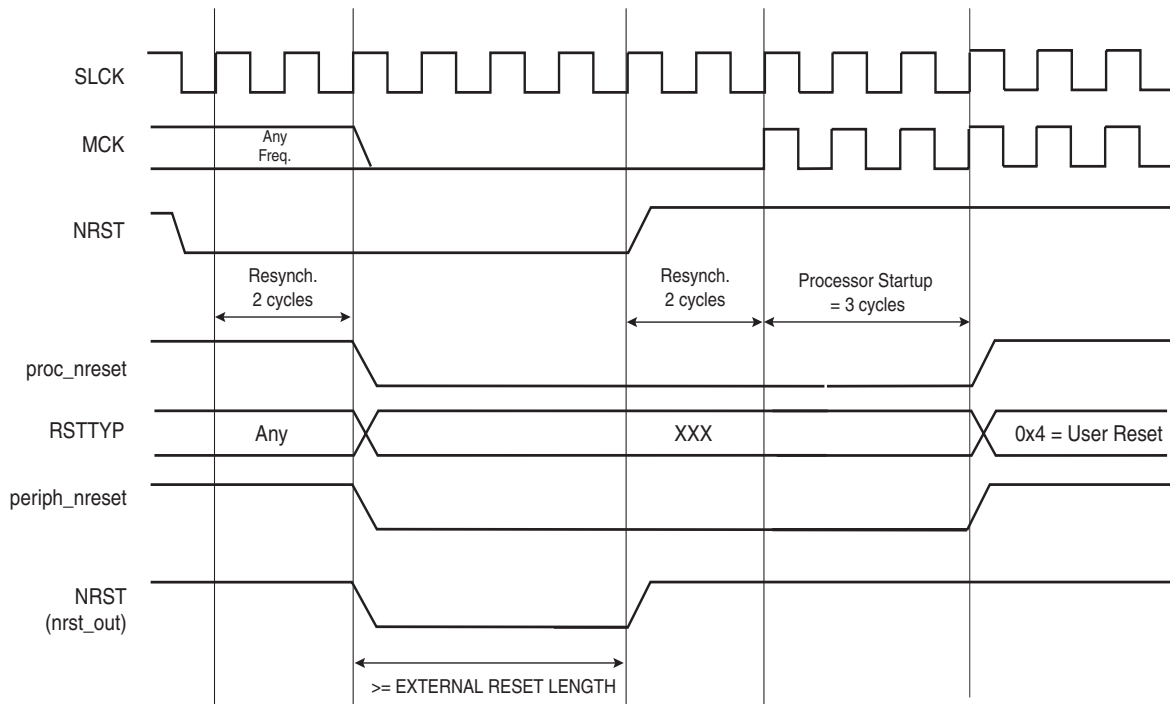 SLCK
MCK
Any
Freq.
NRST
Resynch.
2 cycles
Resynch.
2 cycles
Processor Startup
= 3 cycles
proc_nreset
RSTTYP
Any
XXX
0x4 = User Reset
periph_nreset
NRST
(nrst_out)
>= EXTERNAL RESET LENGTH